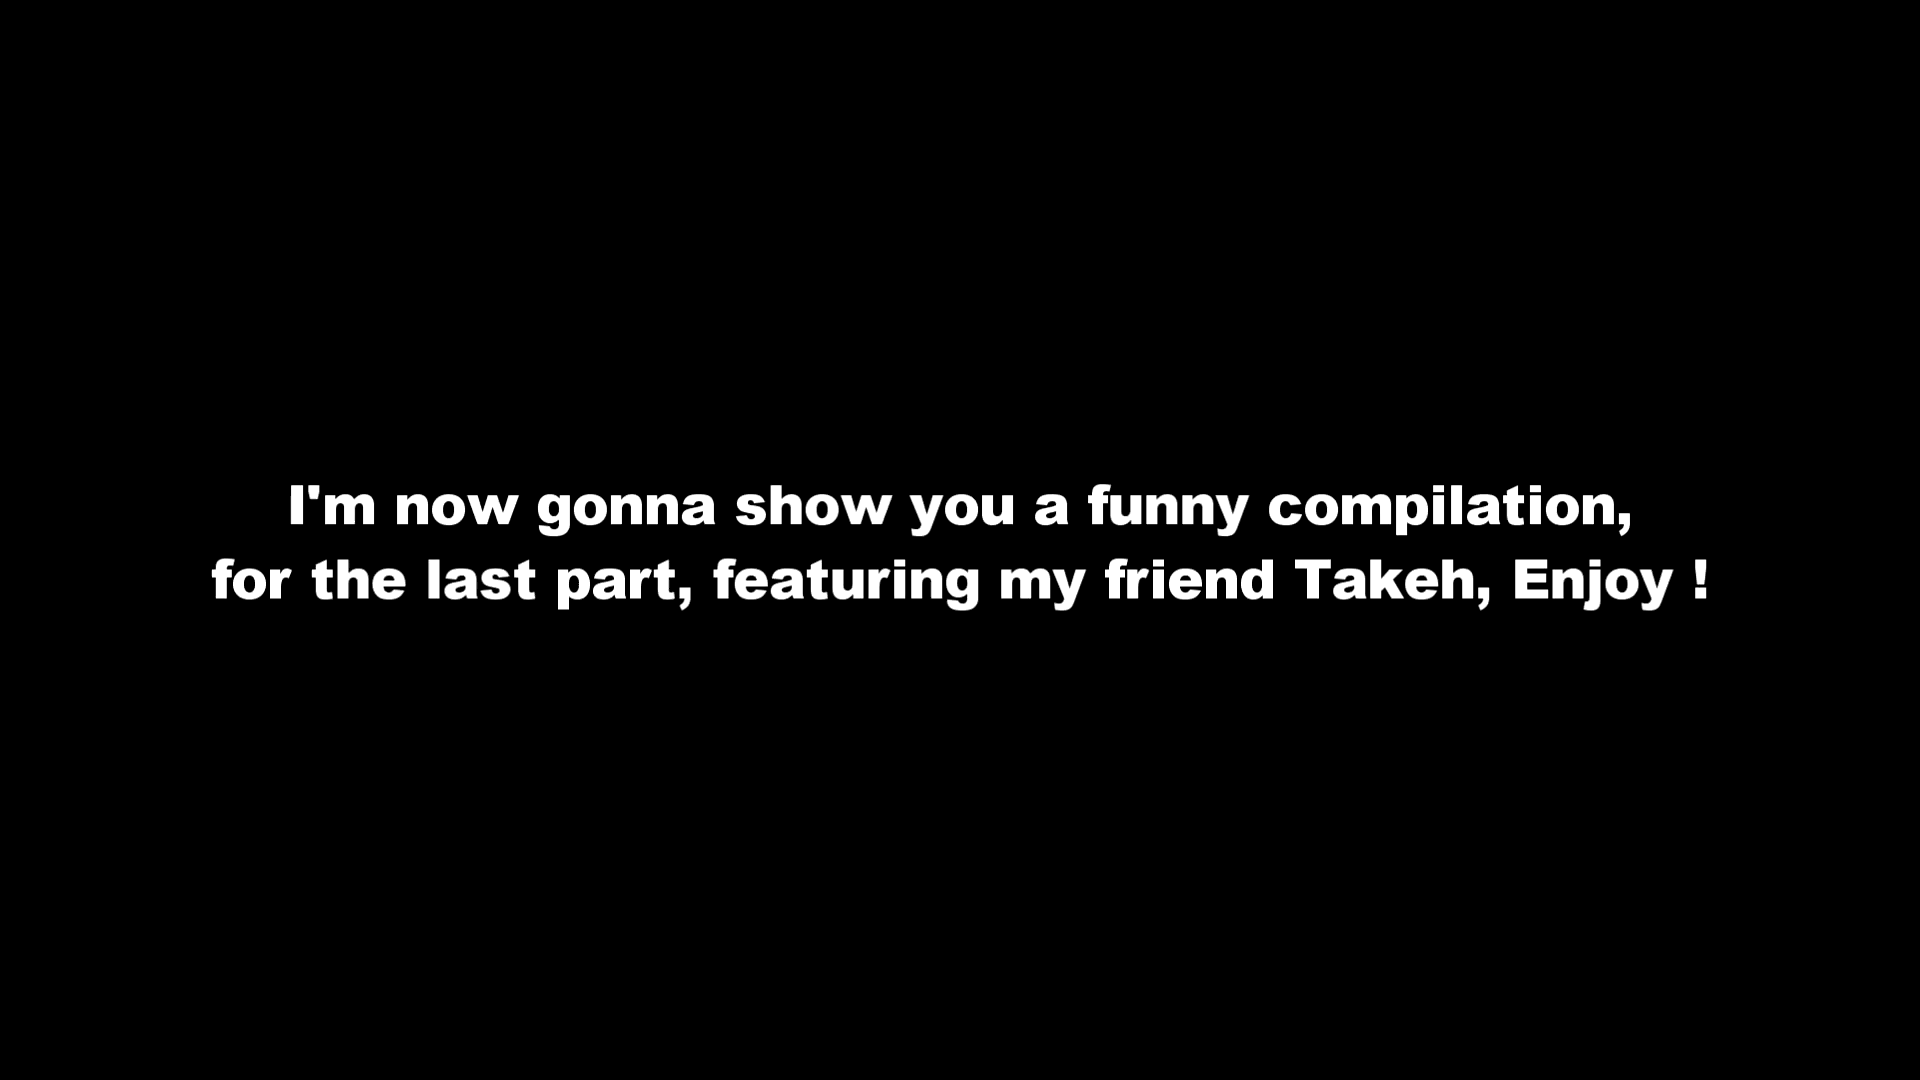 I'm now gonna show you a funny compilation,
for the last part, featuring my friend Takeh, Enjoy !